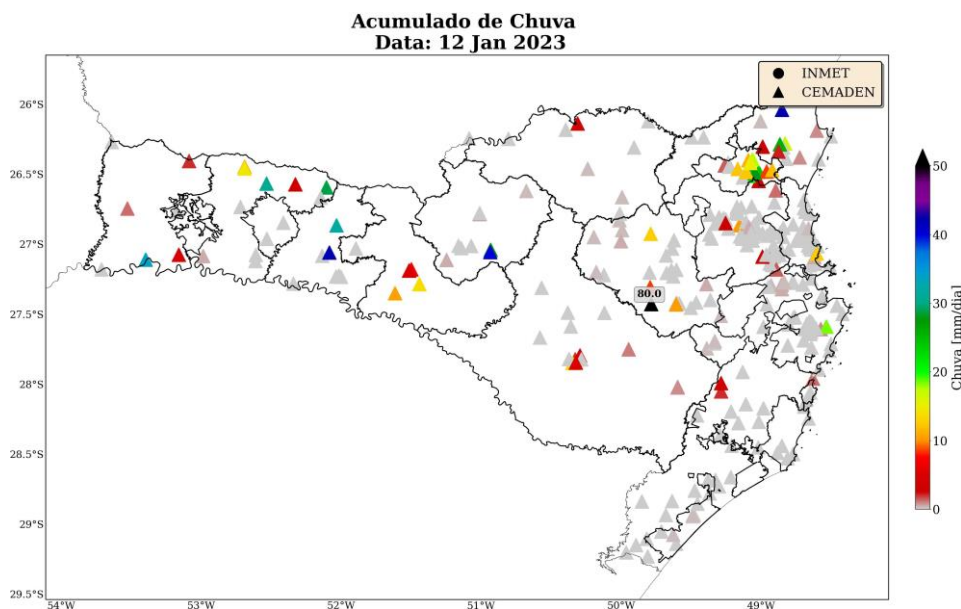 Acumulado de Chuva
Data: 12 Jan 2023
INMET
CEMADEN
26°S
26.5°S
27°S
27.5°S
28°S
28.5°S
29°S
29.5°S
54°W
53°W
52°W
51°W
50°W
49°W
80.0
50
40
30
20
10
0
Chuva [mm/dia]